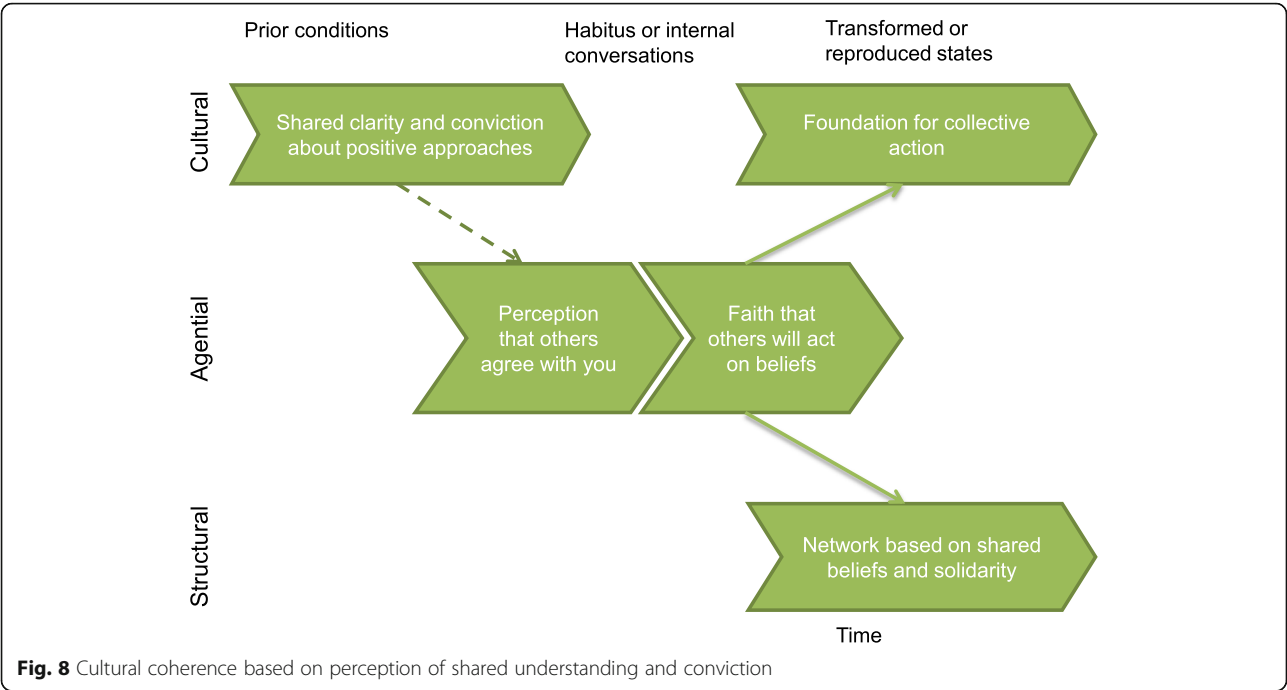 Prior conditions
Habitus or internal
conversations
Transformed or
reproduced states
Cultural
Shared clarity and conviction
about positive approaches
Foundation for collective
action
Agential
Perception
that others
agree with you
Faith that
others will act
on beliefs
Structural
Network based on shared
beliefs and solidarity
Time
Fig. 8 Cultural coherence based on perception of shared understanding and conviction